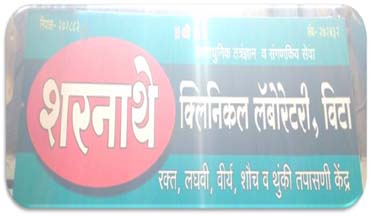 ॥ श्री ॥
आधुनिक तंत्रज्ञान व संगणकिय सेवा
शरनाथे क्लिनिकल लॅबोरेटरी, विटा
रक्त, लघवी, वीर्य, शौच व थुंकी तपासणी केंद्र